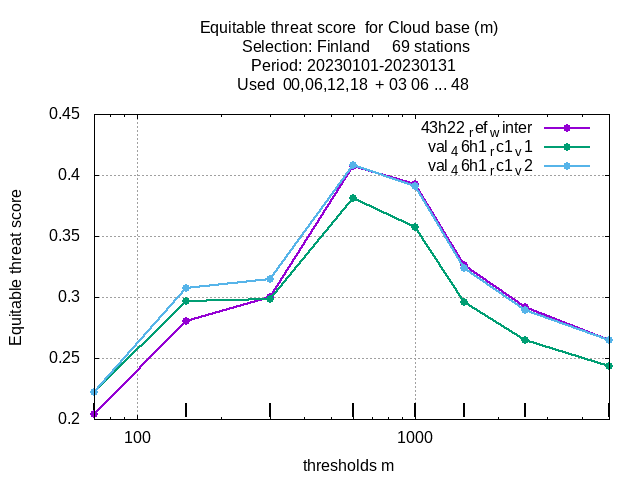 Equitable threat score  for Cloud base (m)
Selection: Finland     69 stations
Period: 20230101-20230131
Used  00,06,12,18  + 03 06 ... 48
0.45
0.4
0.35
0.3
0.25
0.2
Equitable threat score
43h22_ref_winter
val_46h1_rc1_v1
val_46h1_rc1_v2
100
1000
thresholds m